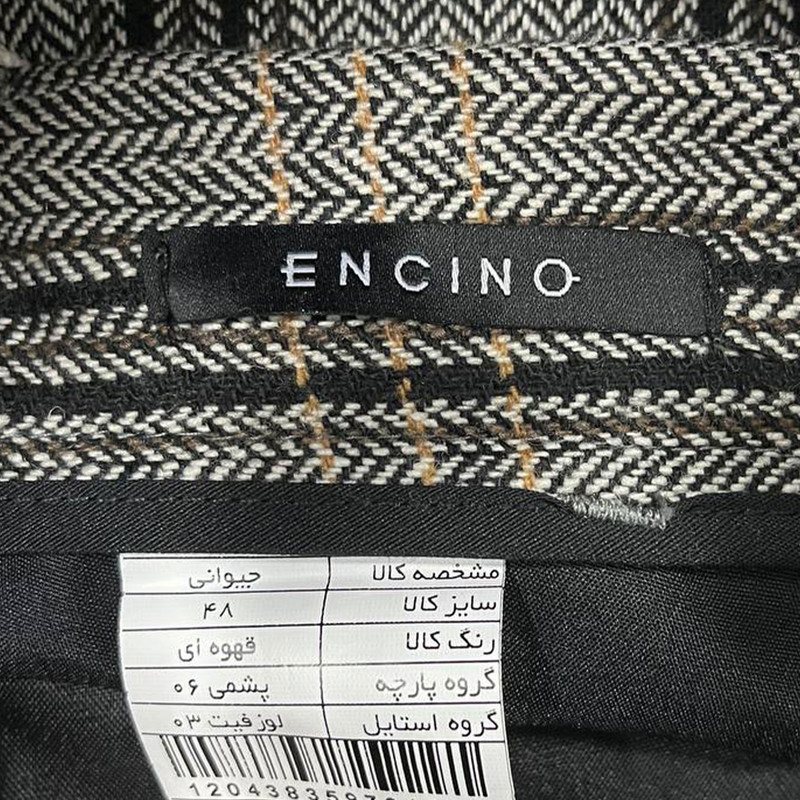 ENCINO
مشخصه کالا جیوانی
سایز کالا ۴۸
رنگ کالا قهوه ای
گروه پارچه پشمی ۰۶
گروه استایل لوز فیت ۰۳
120438359